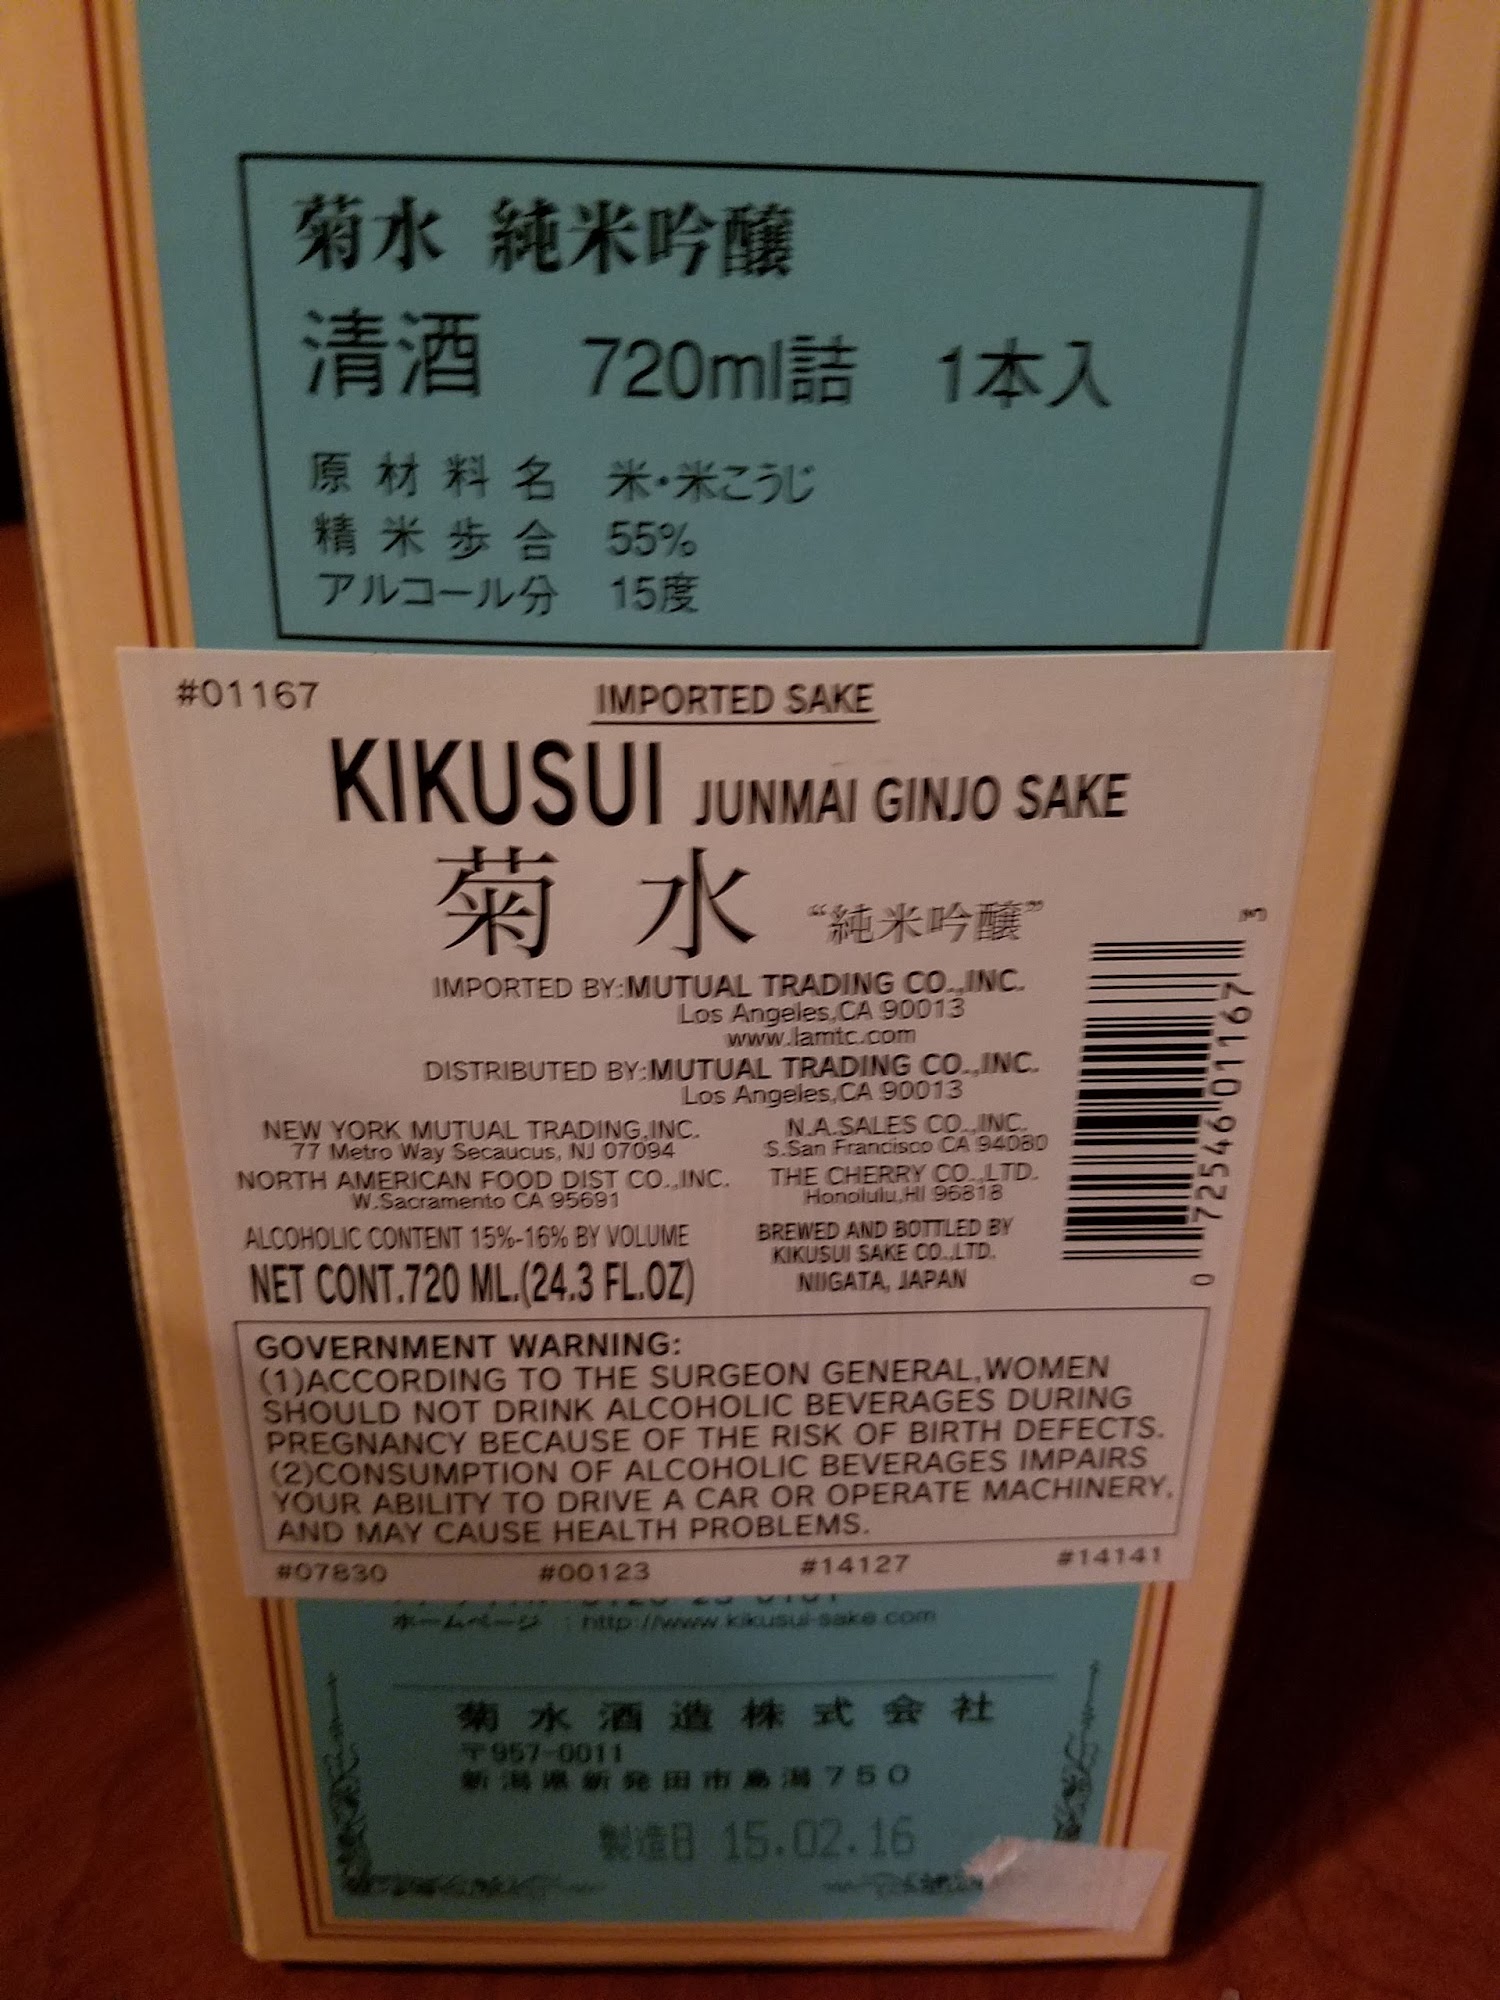 菊水 純米吟醸
清酒 720ml詰 1本入
原材料名 米・米こうじ
精米歩合 55%
アルコール分 15度
#01167
IMPORTED SAKE
KIKUSUI JUNMAI GINJO SAKE
菊水 “純米吟醸”
IMPORTED BY:MUTUAL TRADING CO.,INC.
Los Angeles,CA 90013
www.lamtc.com
DISTRIBUTED BY:MUTUAL TRADING CO.,INC.
Los Angeles,CA 90013
NEW YORK MUTUAL TRADING,INC.
77 Metro Way Secaucus, NJ 07094
N.A.SALES CO.,INC.
S.San Francisco CA 94080
NORTH AMERICAN FOOD DIST CO.,INC.
W.Sacramento CA 95691
THE CHERRY CO.,LTD.
Honolulu,HI 96818
ALCOHOLIC CONTENT 15%-16% BY VOLUME
NET CONT.720 ML.(24.3 FL.OZ)
BREWED AND BOTTLED BY
KIKUSUI SAKE CO.,LTD.
NIIGATA, JAPAN
0 72546 01167 3
GOVERNMENT WARNING:
(1)ACCORDING TO THE SURGEON GENERAL,WOMEN
SHOULD NOT DRINK ALCOHOLIC BEVERAGES DURING
PREGNANCY BECAUSE OF THE RISK OF BIRTH DEFECTS.
(2)CONSUMPTION OF ALCOHOLIC BEVERAGES IMPAIRS
YOUR ABILITY TO DRIVE A CAR OR OPERATE MACHINERY,
AND MAY CAUSE HEALTH PROBLEMS.
#07830 #00123 #14127 #14141
ホームページ : http://www.kikusui-sake.com
菊水酒造株式会社
〒957-0011
新潟県新発田市島潟750
製造日 15.02.16